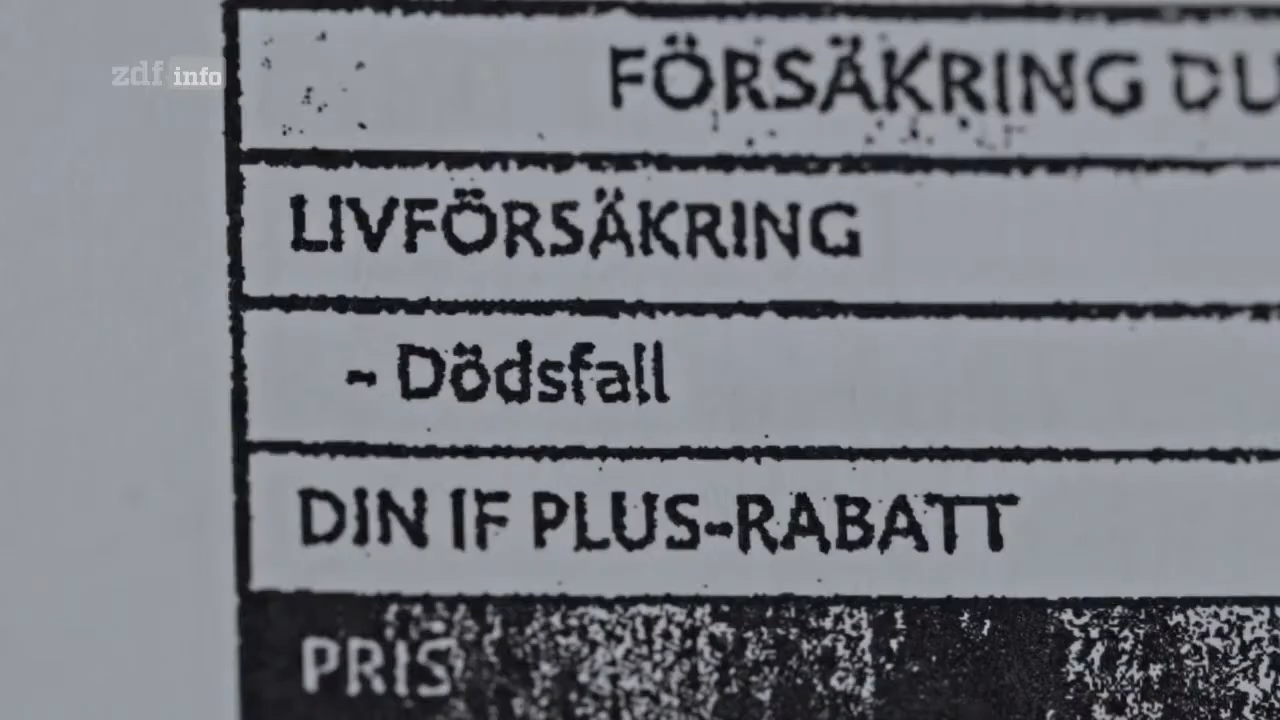 zdf info
FÖRSÄKRING DU
LIVFÖRSÄKRING
- Dödsfall
DIN IF PLUS-RABATT
PRIS